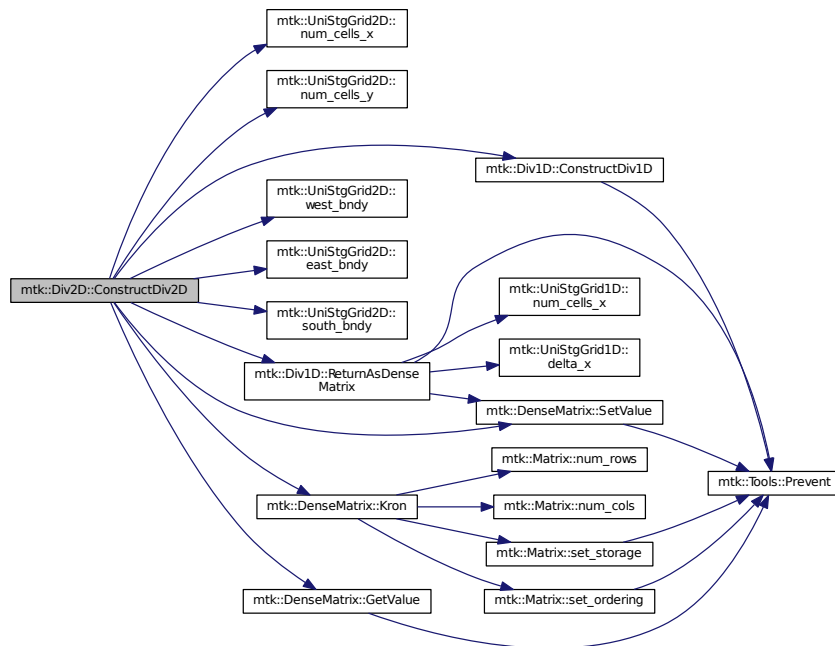 mtk::UniStgGrid2D::
num_cells_x
mtk::UniStgGrid2D::
num_cells_y
mtk::Div1D::ConstructDiv1D
mtk::UniStgGrid2D::
west_bndy
mtk::UniStgGrid2D::
east_bndy
mtk::Div2D::ConstructDiv2D
mtk::UniStgGrid2D::
south_bndy
mtk::UniStgGrid1D::
num_cells_x
mtk::UniStgGrid1D::
delta_x
mtk::Div1D::ReturnAsDense
Matrix
mtk::DenseMatrix::SetValue
mtk::Matrix::num_rows
mtk::Tools::Prevent
mtk::DenseMatrix::Kron
mtk::Matrix::num_cols
mtk::Matrix::set_storage
mtk::DenseMatrix::GetValue
mtk::Matrix::set_ordering